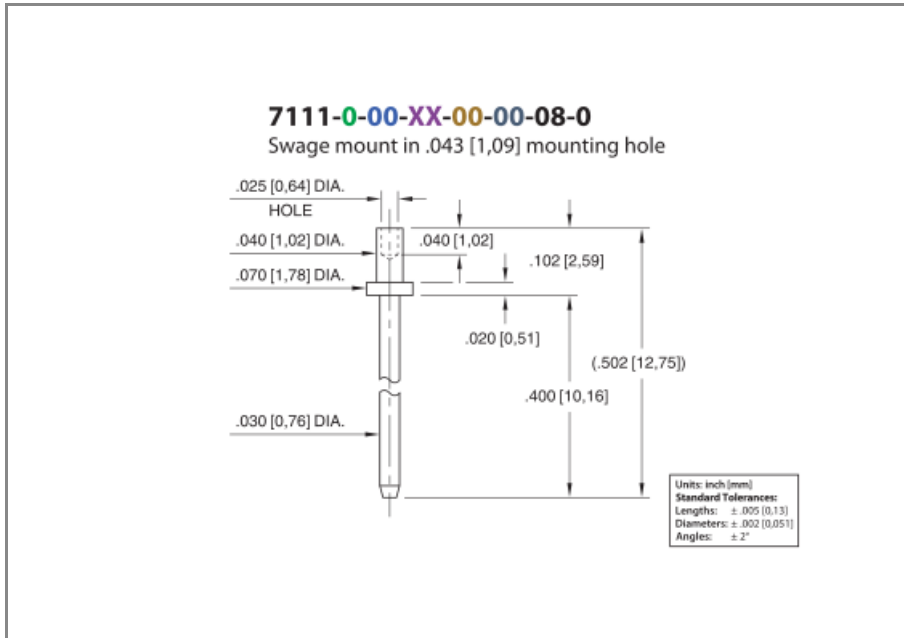 7111-0-00-XX-00-00-08-0
Swage mount in .043 [1,09] mounting hole
.025 [0,64] DIA.
HOLE
.040 [1,02] DIA.
.040 [1,02]
.102 [2,59]
.070 [1,78] DIA.
.020 [0,51]
(.502 [12,75])
.400 [10,16]
.030 [0,76] DIA.
Units: inch [mm]
Standard Tolerances:
Lengths: ± .005 [0,13]
Diameters: ± .002 [0,051]
Angles: ± 2°